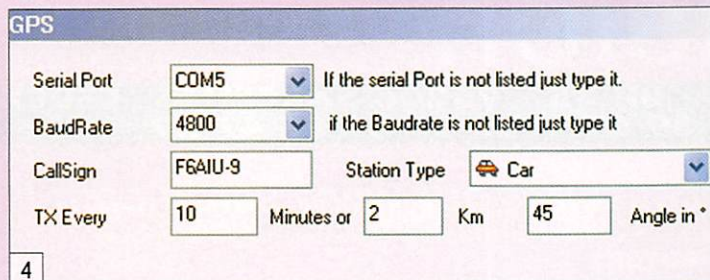 GPS
Serial Port COM5 If the serial Port is not listed just type it.
BaudRate 4800 if the Baudrate is not listed just type it
CallSign F6AIU-9 Station Type Car
TX Every 10 Minutes or 2 Km 45 Angle in °
4